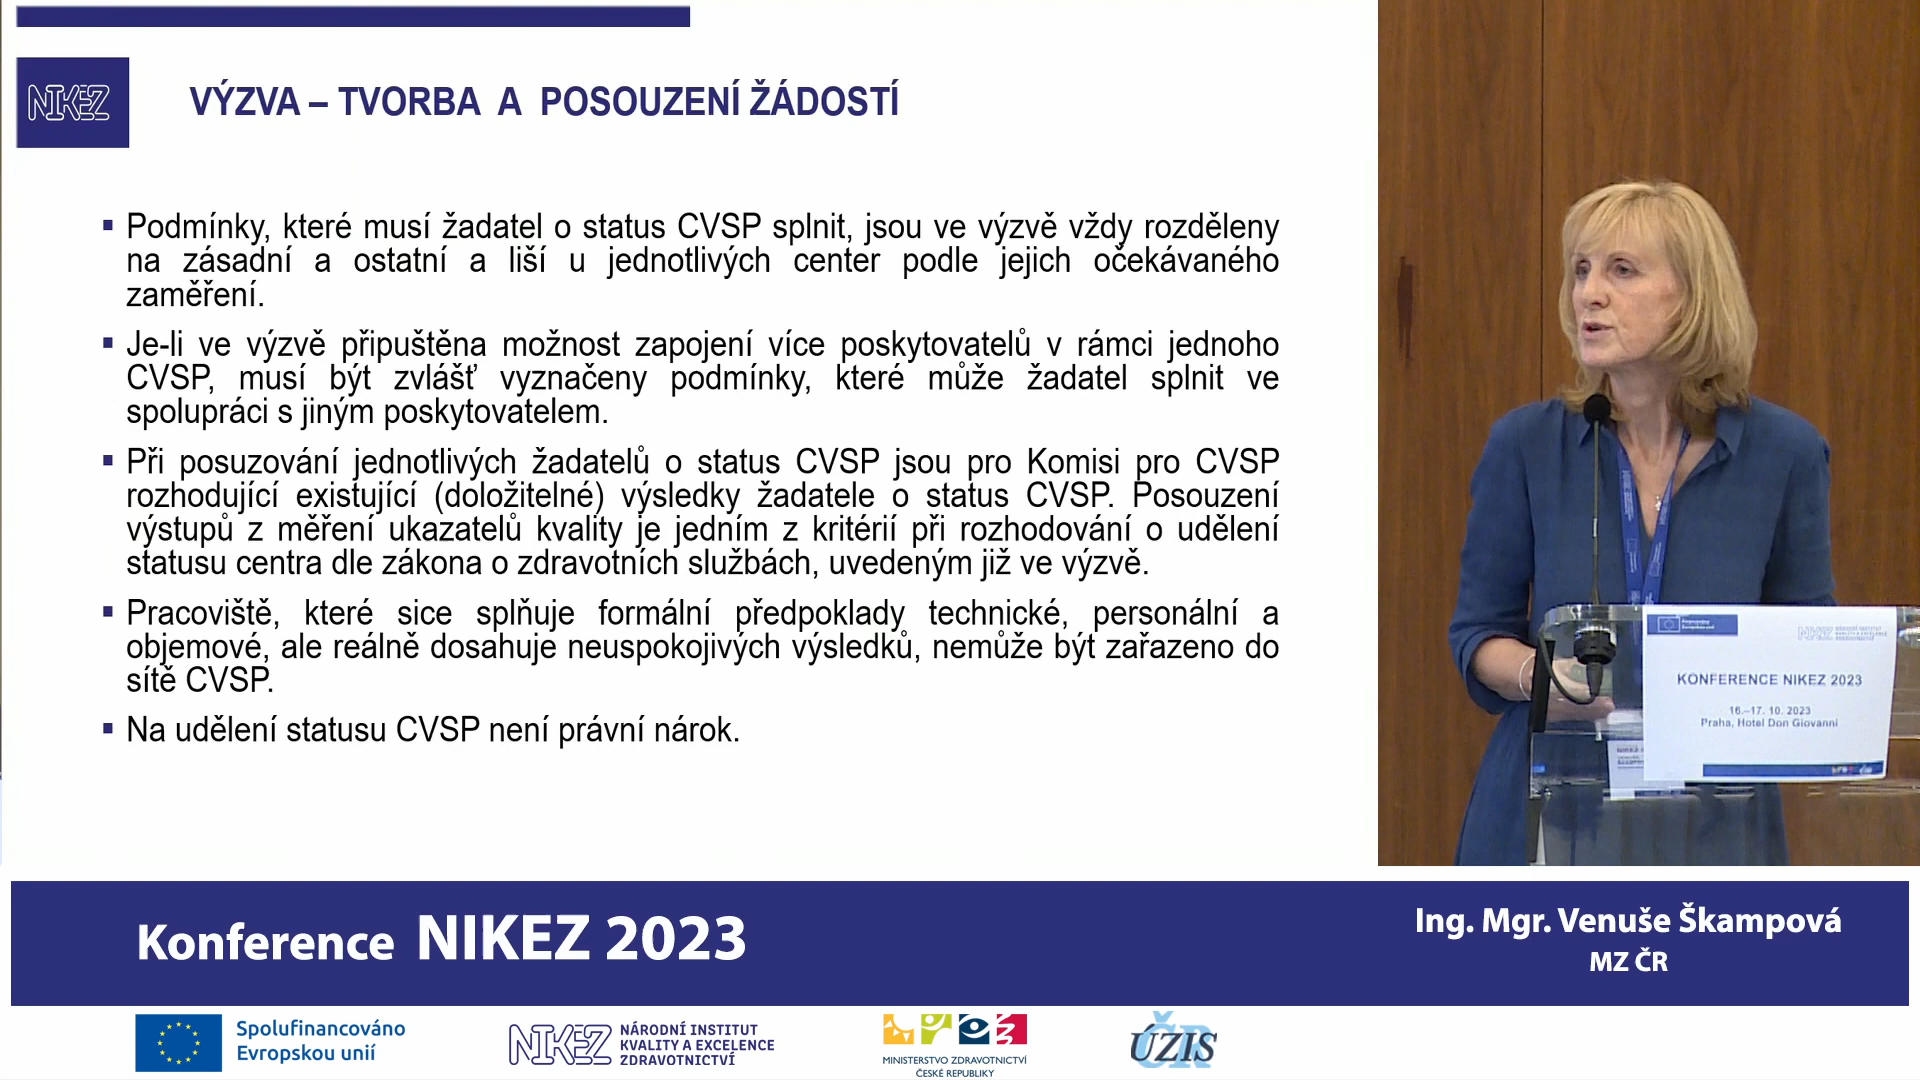 NIKEZ
VÝZVA – TVORBA A POSOUZENÍ ŽÁDOSTÍ
▪ Podmínky, které musí žadatel o status CVSP splnit, jsou ve výzvě vždy rozděleny
na zásadní a ostatní a liší u jednotlivých center podle jejich očekávaného
zaměření.
▪ Je-li ve výzvě připuštěna možnost zapojení více poskytovatelů v rámci jednoho
CVSP, musí být zvlášť vyznačeny podmínky, které může žadatel splnit ve
spolupráci s jiným poskytovatelem.
▪ Při posuzování jednotlivých žadatelů o status CVSP jsou pro Komisi pro CVSP
rozhodující existující (doložitelné) výsledky žadatele o status CVSP. Posouzení
výstupů z měření ukazatelů kvality je jedním z kritérií při rozhodování o udělení
statusu centra dle zákona o zdravotních službách, uvedeným již ve výzvě.
▪ Pracoviště, které sice splňuje formální předpoklady technické, personální a
objemové, ale reálně dosahuje neuspokojivých výsledků, nemůže být zařazeno do
sítě CVSP.
▪ Na udělení statusu CVSP není právní nárok.
KONFERENCE NIKEZ 2023
16.–17. 10. 2023
Praha, Hotel Don Giovanni
Konference NIKEZ 2023
Ing. Mgr. Venuše Škampová
MZ ČR
Spolufinancováno
Evropskou unií
NIKEZ
NÁRODNÍ INSTITUT
KVALITY A EXCELENCE
ZDRAVOTNICTVÍ
MINISTERSTVO ZDRAVOTNICTVÍ
ČESKÉ REPUBLIKY
ÚZIS
ČR